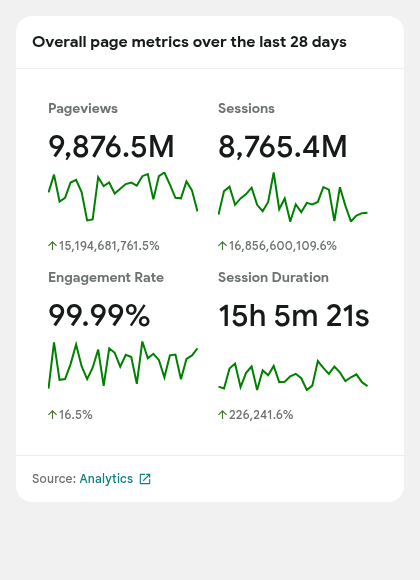 Overall page metrics over the last 28 days
Pageviews
9,876.5M
↑ 15,194,681,761.5%
Sessions
8,765.4M
↑ 16,856,600,109.6%
Engagement Rate
99.99%
↑ 16.5%
Session Duration
15h 5m 21s
↑ 226,241.6%
Source: Analytics